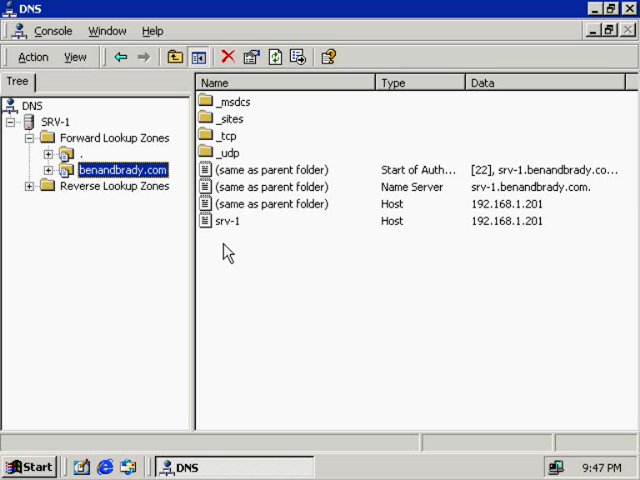 DNS
Console Window Help
Action View
Tree
Name Type Data
DNS
SRV-1
Forward Lookup Zones
.
benandbrady.com
Reverse Lookup Zones
_msdcs
_sites
_tcp
_udp
(same as parent folder) Start of Auth... [22], srv-1.benandbrady.co...
(same as parent folder) Name Server srv-1.benandbrady.com.
(same as parent folder) Host 192.168.1.201
srv-1 Host 192.168.1.201
Start DNS 9:47 PM